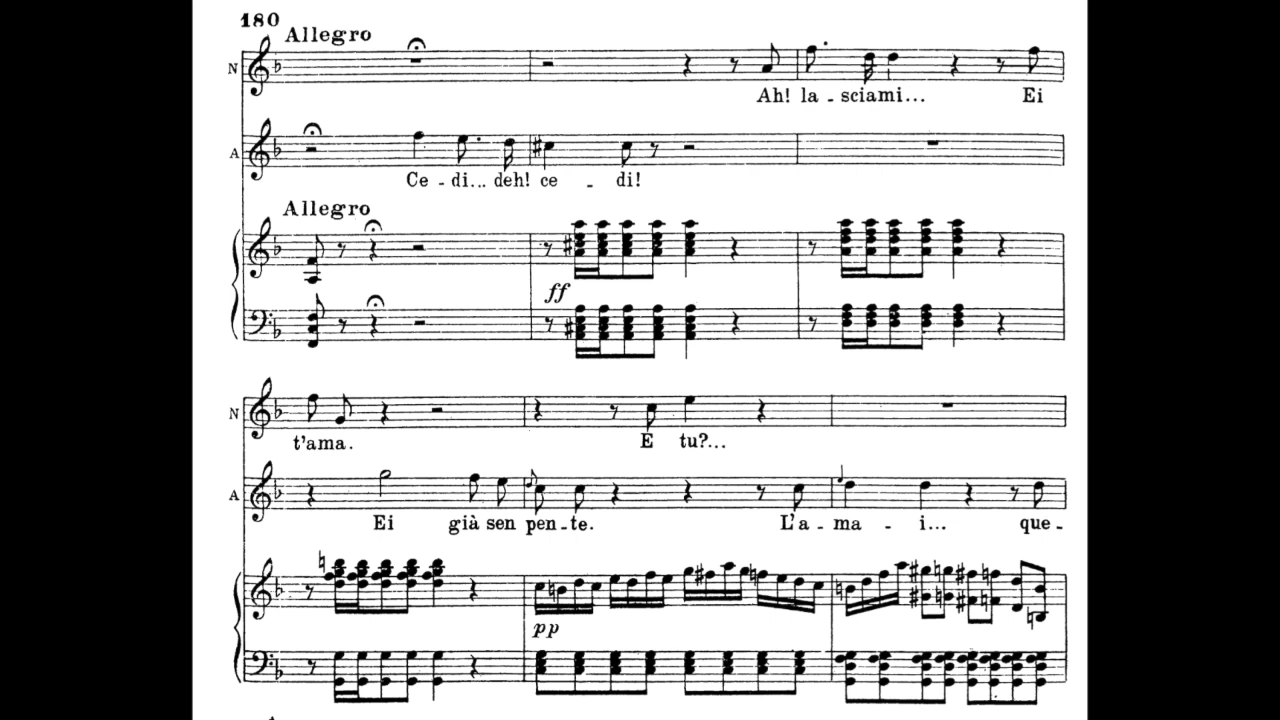 180
Allegro
N
Ah! la - sciami... Ei
A
Ce - di... deh! ce - di!
Allegro
ff
N
t'ama. E tu?...
A
Ei già sen pen - te. L'a - ma - i... que -
pp